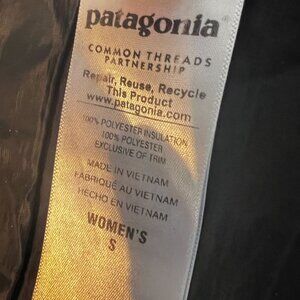 patagonia®
COMMON THREADS
PARTNERSHIP
Repair, Reuse, Recycle
This Product
www.patagonia.com
100% POLYESTER INSULATION
100% POLYESTER
EXCLUSIVE OF TRIM
MADE IN VIETNAM
FABRIQUÉ AU VIETNAM
HECHO EN VIETNAM
WOMEN'S
S